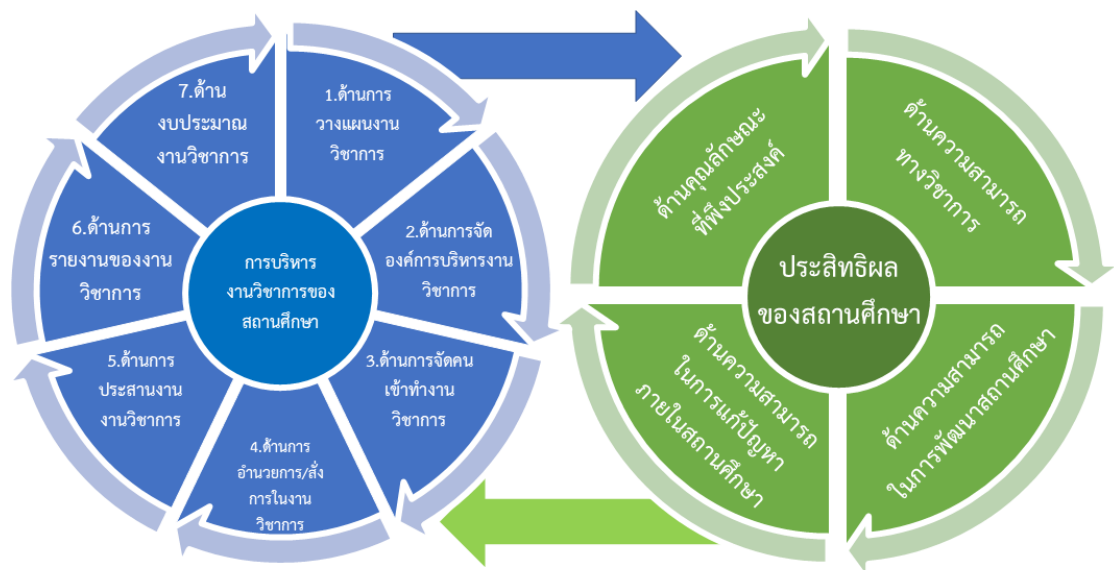 การบริหาร
งานวิชาการของ
สถานศึกษา
1.ด้านการ
วางแผนงาน
วิชาการ
2.ด้านการจัด
องค์การบริหารงาน
วิชาการ
3.ด้านการจัดคน
เข้าทำงาน
วิชาการ
4.ด้านการ
อำนวยการ/สั่ง
การในงาน
วิชาการ
5.ด้านการ
ประสานงาน
งานวิชาการ
6.ด้านการ
รายงานของงาน
วิชาการ
7.ด้าน
งบประมาณ
งานวิชาการ
ประสิทธิผล
ของสถานศึกษา
ด้านความสามารถ
ทางวิชาการ
ด้านความสามารถ
ในการพัฒนาสถานศึกษา
ด้านความสามารถ
ในการแก้ปัญหา
ภายในสถานศึกษา
ด้านคุณลักษณะ
ที่พึงประสงค์